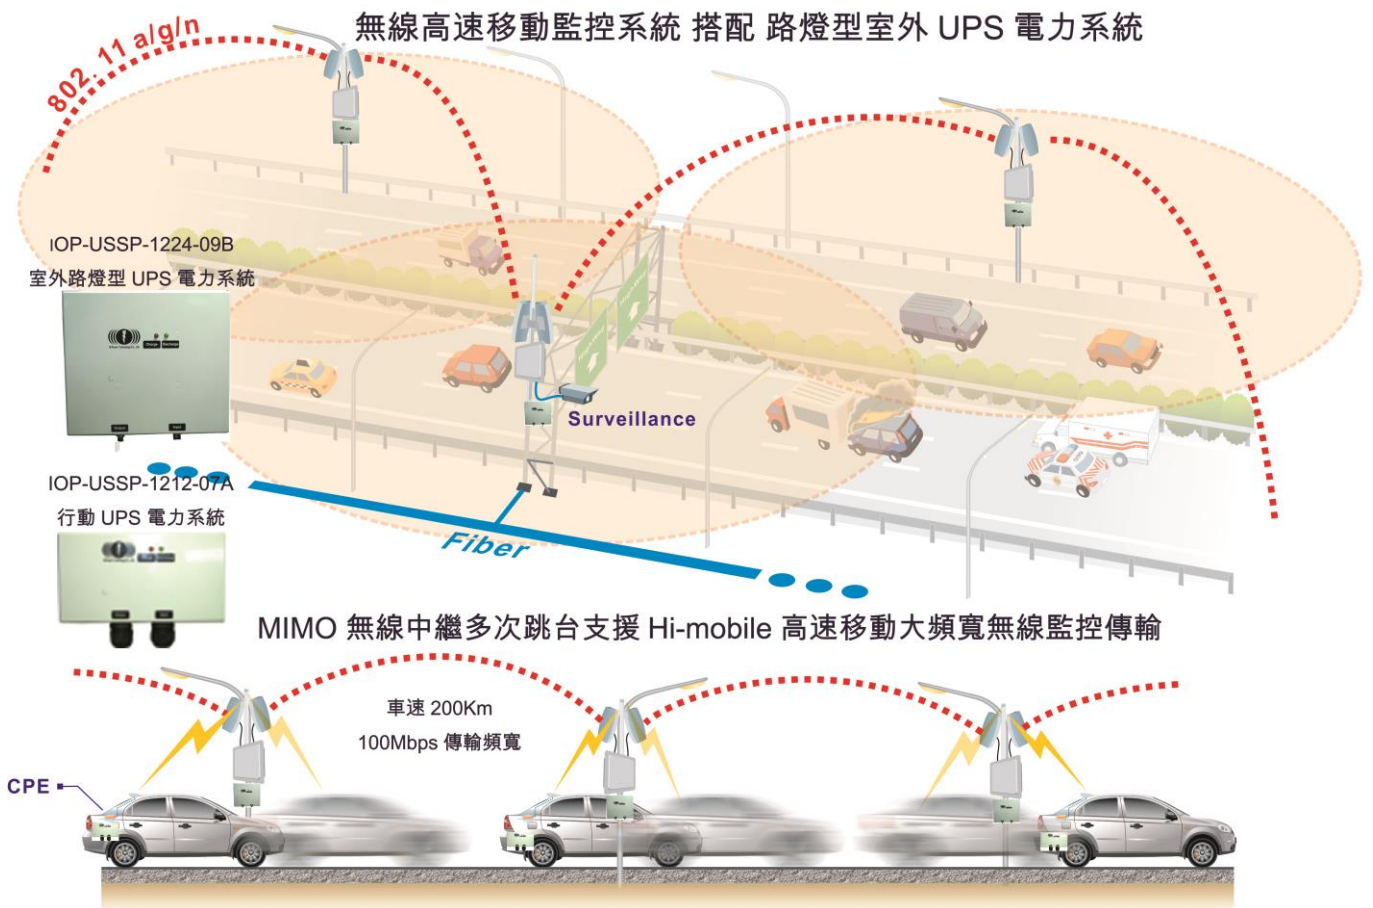 無線高速移動監控系統 搭配 路燈型室外 UPS 電力系統
802. 11 a/g/n
IOP-USSP-1224-09B
室外路燈型 UPS 電力系統
Charge
Discharge
Output
Input
Surveillance
IOP-USSP-1212-07A
行動 UPS 電力系統
Fiber
MIMO 無線中繼多次跳台支援 Hi-mobile 高速移動大頻寬無線監控傳輸
車速 200Km
100Mbps 傳輸頻寬
CPE